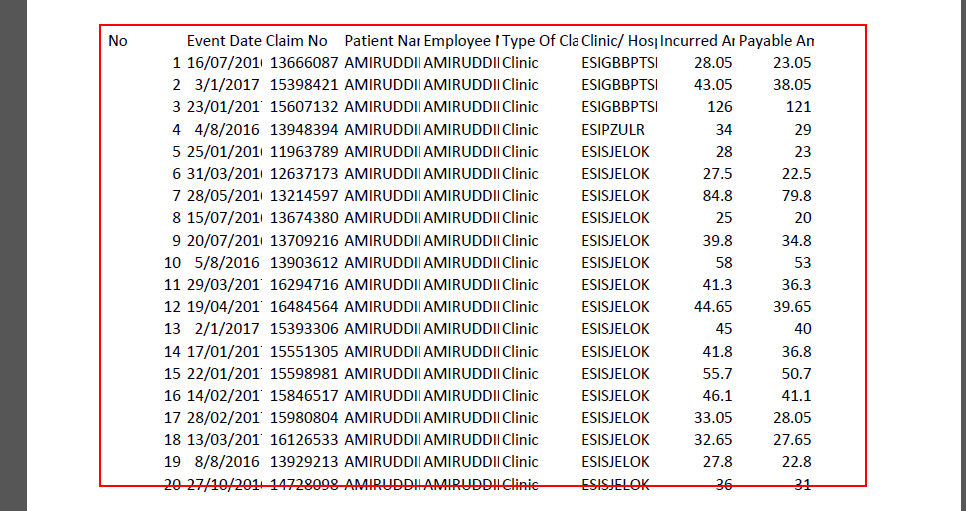 No Event Date Claim No Patient Nar Employee N Type Of Cla Clinic/ Hosp Incurred Ar Payable Am
1 16/07/2016 13666087 AMIRUDDI AMIRUDDI Clinic ESIGBBPTS 28.05 23.05
2 3/1/2017 15398421 AMIRUDDI AMIRUDDI Clinic ESIGBBPTS 43.05 38.05
3 23/01/201 15607132 AMIRUDDI AMIRUDDI Clinic ESIGBBPTS 126 121
4 4/8/2016 13948394 AMIRUDDI AMIRUDDI Clinic ESIPZULR 34 29
5 25/01/2016 11963789 AMIRUDDI AMIRUDDI Clinic ESISJELOK 28 23
6 31/03/2016 12637173 AMIRUDDI AMIRUDDI Clinic ESISJELOK 27.5 22.5
7 28/05/2016 13214597 AMIRUDDI AMIRUDDI Clinic ESISJELOK 84.8 79.8
8 15/07/2016 13674380 AMIRUDDI AMIRUDDI Clinic ESISJELOK 25 20
9 20/07/2016 13709216 AMIRUDDI AMIRUDDI Clinic ESISJELOK 39.8 34.8
10 5/8/2016 13903612 AMIRUDDI AMIRUDDI Clinic ESISJELOK 58 53
11 29/03/201 16294716 AMIRUDDI AMIRUDDI Clinic ESISJELOK 41.3 36.3
12 19/04/201 16484564 AMIRUDDI AMIRUDDI Clinic ESISJELOK 44.65 39.65
13 2/1/2017 15393306 AMIRUDDI AMIRUDDI Clinic ESISJELOK 45 40
14 17/01/201 15551305 AMIRUDDI AMIRUDDI Clinic ESISJELOK 41.8 36.8
15 22/01/201 15598981 AMIRUDDI AMIRUDDI Clinic ESISJELOK 55.7 50.7
16 14/02/201 15846517 AMIRUDDI AMIRUDDI Clinic ESISJELOK 46.1 41.1
17 28/02/201 15980804 AMIRUDDI AMIRUDDI Clinic ESISJELOK 33.05 28.05
18 13/03/201 16126533 AMIRUDDI AMIRUDDI Clinic ESISJELOK 32.65 27.65
19 8/8/2016 13929213 AMIRUDDI AMIRUDDI Clinic ESISJELOK 27.8 22.8
20 27/10/201 14728098 AMIRUDDI AMIRUDDI Clinic ESISJELOK 36 31